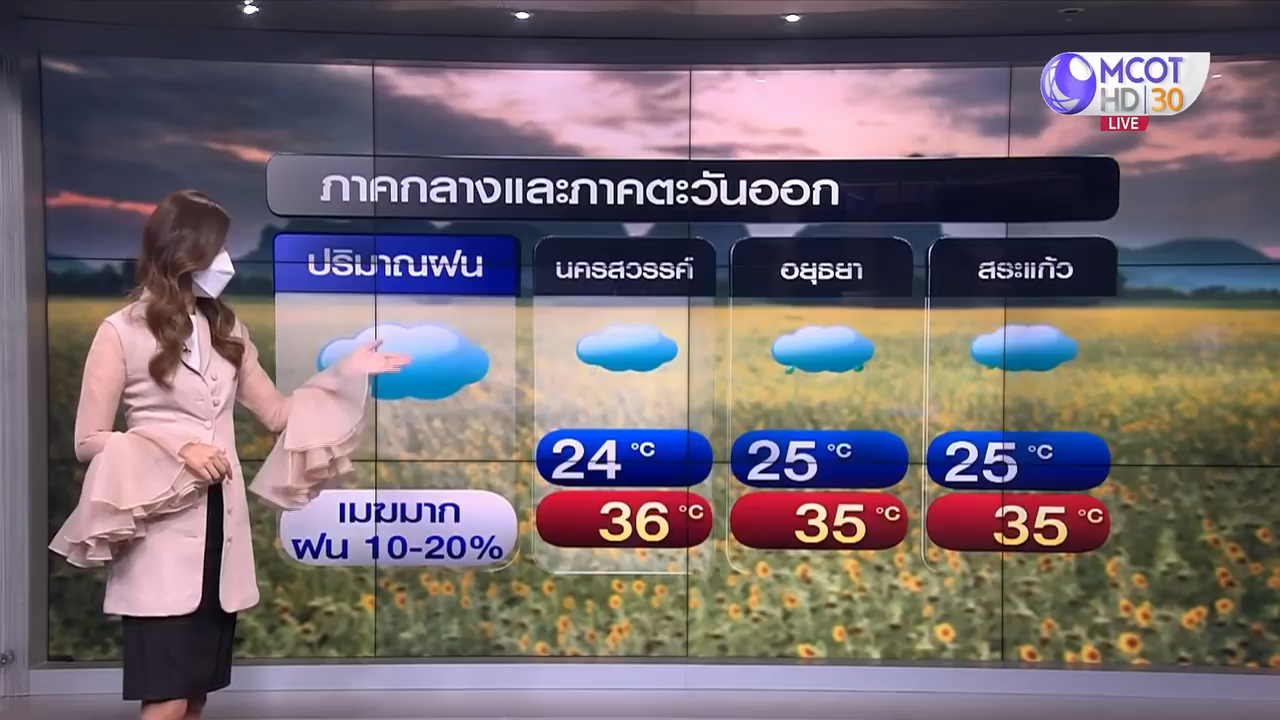 MCOT
HD 30
LIVE
ภาคกลางและภาคตะวันออก
ปริมาณฝน
นครสวรรค์
อยุธยา
สระแก้ว
24 °C
25 °C
25 °C
36 °C
35 °C
35 °C
เมฆมาก
ฝน 10-20%